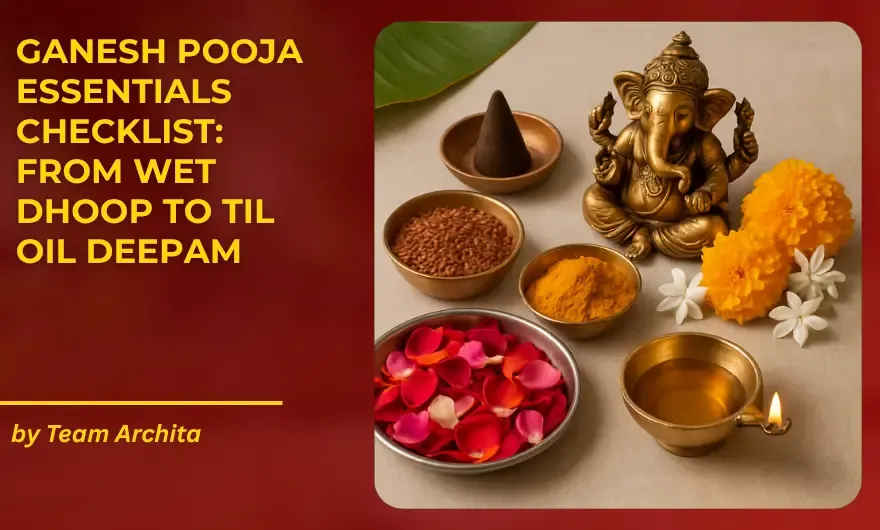 GANESH POOJA
ESSENTIALS
CHECKLIST:
FROM WET
DHOOP TO TIL
OIL DEEPAM
by Team Archita